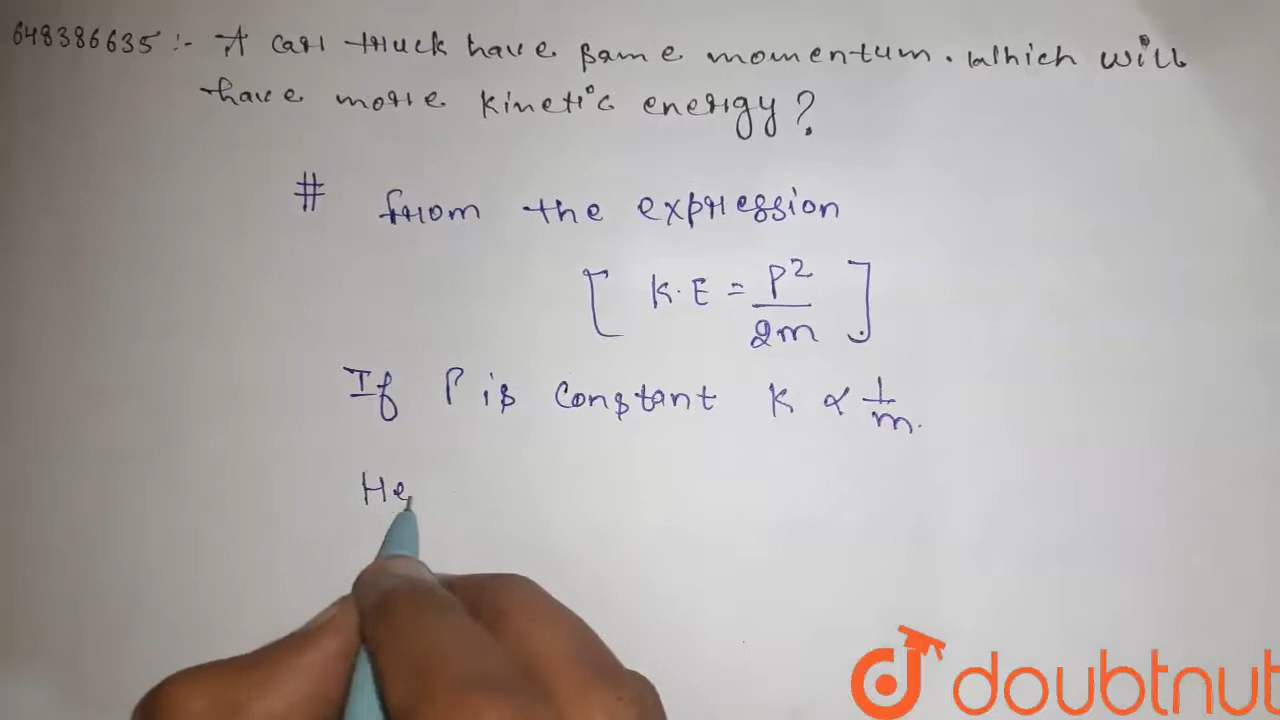 648386635 :- A car truck have same momentum. which will
have more kinetic energy?
# from the expression
[ K.E = P²/2m ]
If P is constant K ∝ 1/m.
He
doubtnut